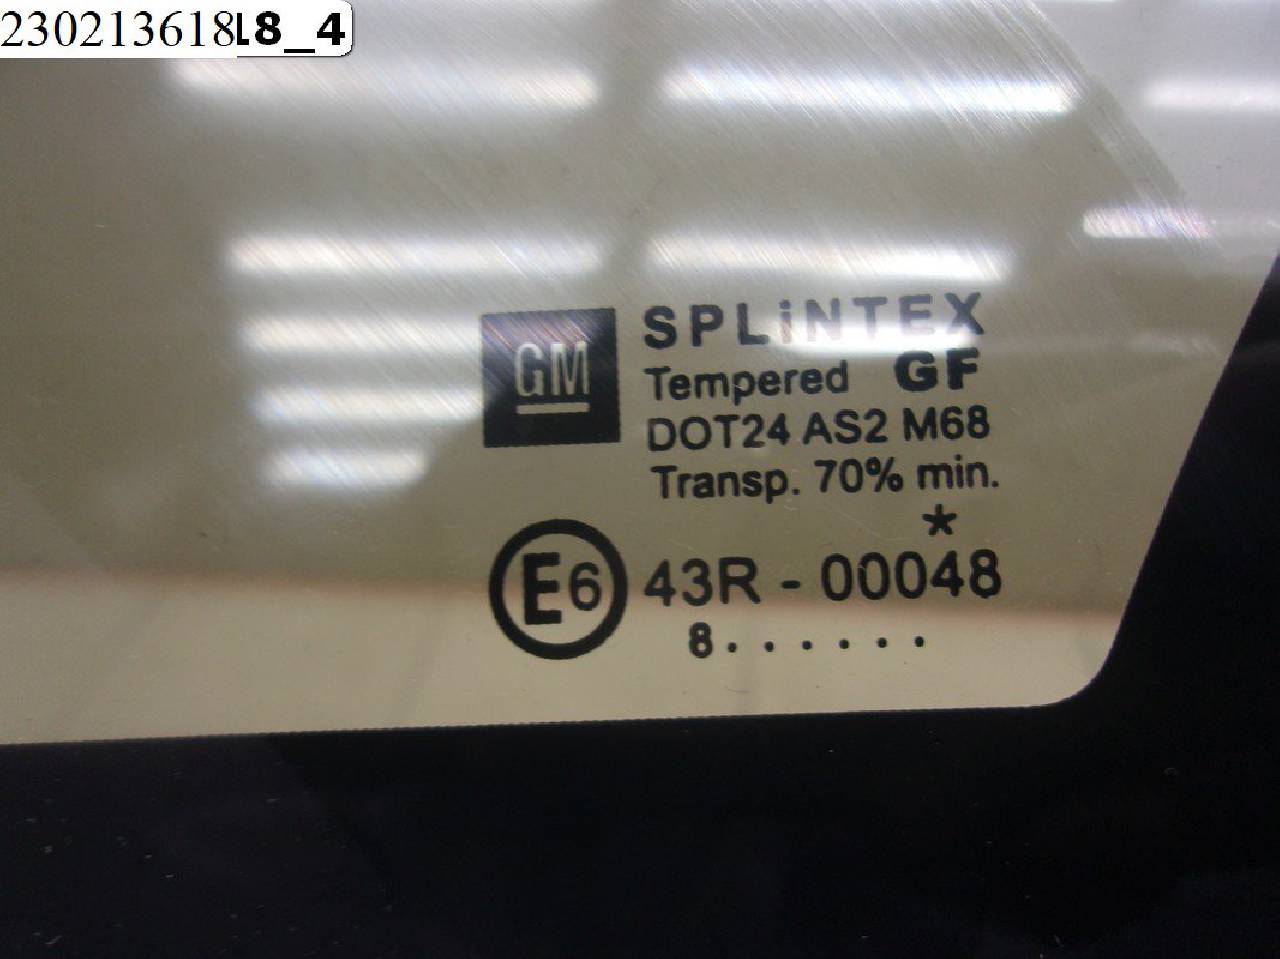 230213618L8_4
GM
SPLiNTEX
Tempered GF
DOT24 AS2 M68
Transp. 70% min.
*
E6 43R - 00048
8......